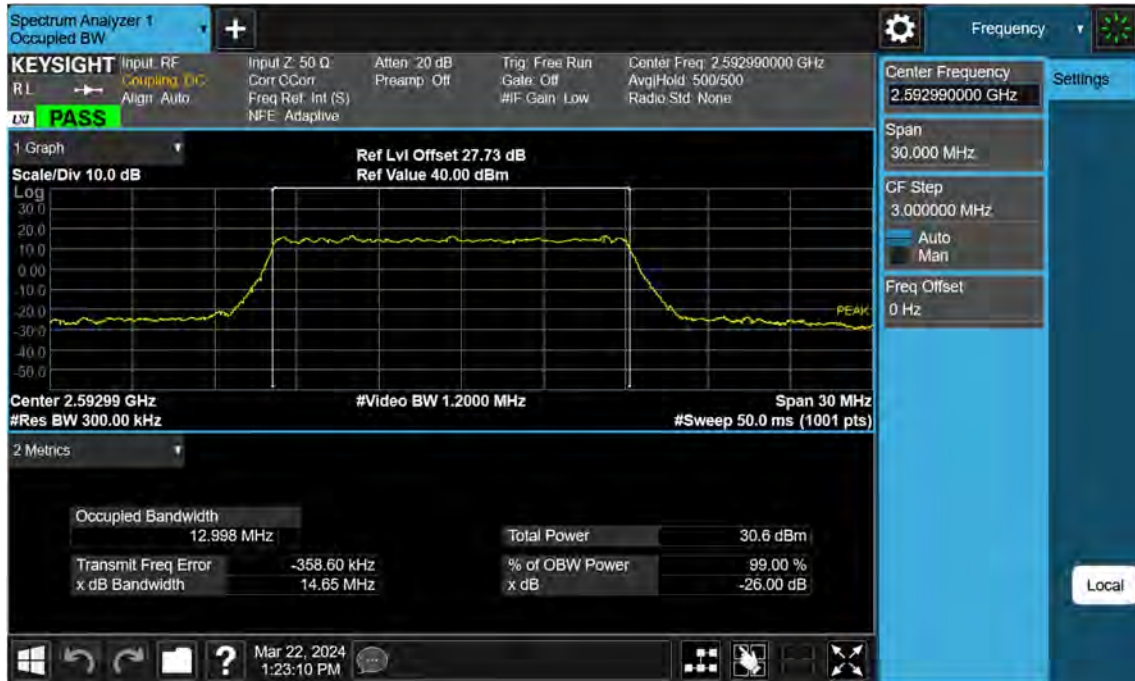 Spectrum Analyzer 1
Occupied BW
Frequency
KEYSIGHT
Input: RF
Coupling: DC
Align: Auto
Input Z: 50 Ω
Corr CCorr
Freq Ref: Int (S)
NFE: Adaptive
Atten: 20 dB
Preamp: Off
Trig: Free Run
Gate: Off
#IF Gain: Low
Center Freq: 2.592990000 GHz
Avg|Hold: 500/500
Radio Std: None
R L
LXI
PASS
Center Frequency
2.592990000 GHz
Settings
Span
30.000 MHz
CF Step
3.000000 MHz
Auto
Man
Freq Offset
0 Hz
1 Graph
Scale/Div 10.0 dB
Ref Lvl Offset 27.73 dB
Ref Value 40.00 dBm
Log
30.0
20.0
10.0
0.00
-10.0
-20.0
-30.0
-40.0
-50.0
PEAK
Center 2.59299 GHz
#Video BW 1.2000 MHz
Span 30 MHz
#Res BW 300.00 kHz
#Sweep 50.0 ms (1001 pts)
2 Metrics
Occupied Bandwidth
12.998 MHz
Total Power 30.6 dBm
Transmit Freq Error -358.60 kHz
% of OBW Power 99.00 %
x dB Bandwidth 14.65 MHz
x dB -26.00 dB
Local
Mar 22, 2024
1:23:10 PM